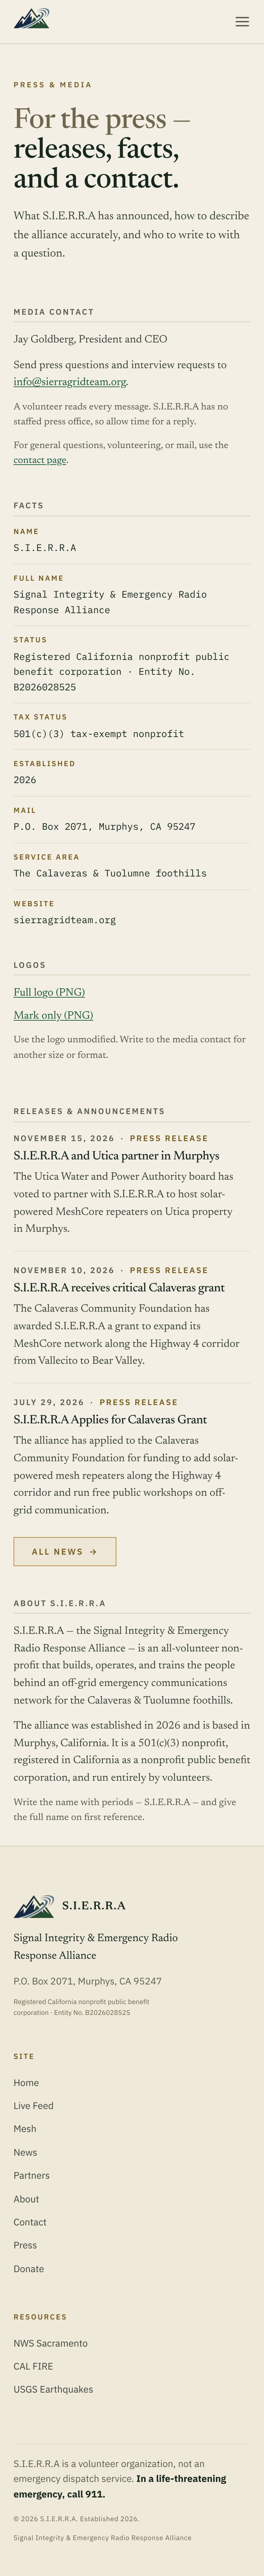 PRESS & MEDIA
For the press —
releases, facts,
and a contact.
What S.I.E.R.R.A has announced, how to describe
the alliance accurately, and who to write to with
a question.
MEDIA CONTACT
Jay Goldberg, President and CEO
Send press questions and interview requests to
info@sierragridteam.org.
A volunteer reads every message. S.I.E.R.R.A has no
staffed press office, so allow time for a reply.
For general questions, volunteering, or mail, use the
contact page.
FACTS
NAME
S.I.E.R.R.A
FULL NAME
Signal Integrity & Emergency Radio
Response Alliance
STATUS
Registered California nonprofit public
benefit corporation · Entity No.
B2026028525
TAX STATUS
501(c)(3) tax-exempt nonprofit
ESTABLISHED
2026
MAIL
P.O. Box 2071, Murphys, CA 95247
SERVICE AREA
The Calaveras & Tuolumne foothills
WEBSITE
sierragridteam.org
LOGOS
Full logo (PNG)
Mark only (PNG)
Use the logo unmodified. Write to the media contact for
another size or format.
RELEASES & ANNOUNCEMENTS
NOVEMBER 15, 2026 · PRESS RELEASE
S.I.E.R.R.A and Utica partner in Murphys
The Utica Water and Power Authority board has
voted to partner with S.I.E.R.R.A to host solar-
powered MeshCore repeaters on Utica property
in Murphys.
NOVEMBER 10, 2026 · PRESS RELEASE
S.I.E.R.R.A receives critical Calaveras grant
The Calaveras Community Foundation has
awarded S.I.E.R.R.A a grant to expand its
MeshCore network along the Highway 4 corridor
from Vallecito to Bear Valley.
JULY 29, 2026 · PRESS RELEASE
S.I.E.R.R.A Applies for Calaveras Grant
The alliance has applied to the Calaveras
Community Foundation for funding to add solar-
powered mesh repeaters along the Highway 4
corridor and run free public workshops on off-
grid communication.
ALL NEWS →
ABOUT S.I.E.R.R.A
S.I.E.R.R.A — the Signal Integrity & Emergency
Radio Response Alliance — is an all-volunteer non-
profit that builds, operates, and trains the people
behind an off-grid emergency communications
network for the Calaveras & Tuolumne foothills.
The alliance was established in 2026 and is based in
Murphys, California. It is a 501(c)(3) nonprofit,
registered in California as a nonprofit public benefit
corporation, and run entirely by volunteers.
Write the name with periods — S.I.E.R.R.A — and give
the full name on first reference.
S.I.E.R.R.A
Signal Integrity & Emergency Radio
Response Alliance
P.O. Box 2071, Murphys, CA 95247
Registered California nonprofit public benefit
corporation · Entity No. B2026028525
SITE
Home
Live Feed
Mesh
News
Partners
About
Contact
Press
Donate
RESOURCES
NWS Sacramento
CAL FIRE
USGS Earthquakes
S.I.E.R.R.A is a volunteer organization, not an
emergency dispatch service. In a life-threatening
emergency, call 911.
© 2026 S.I.E.R.R.A. Established 2026.
Signal Integrity & Emergency Radio Response Alliance